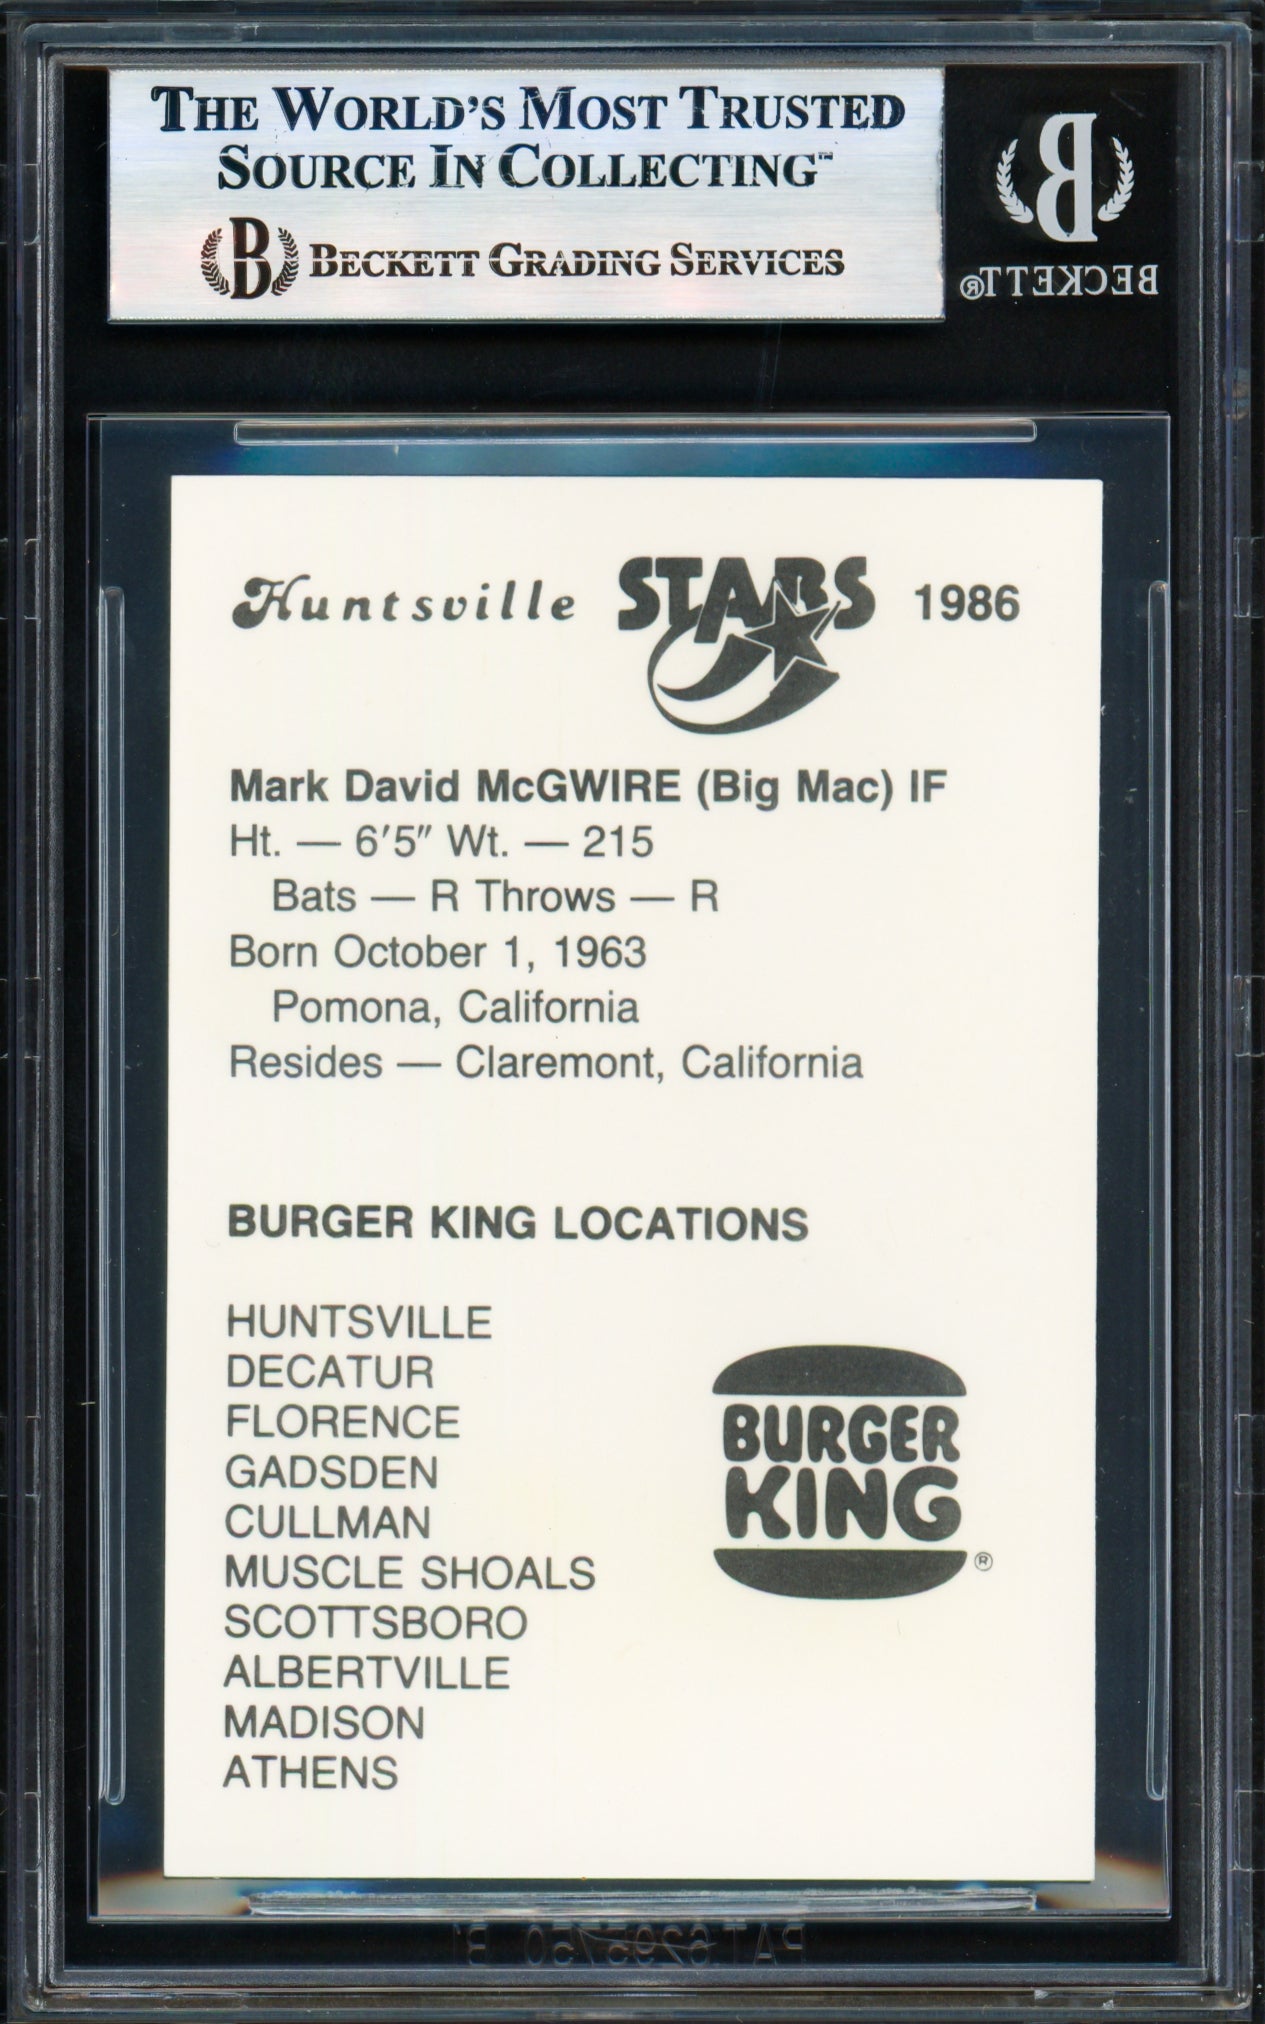 THE WORLD'S MOST TRUSTED
SOURCE IN COLLECTING™
B BECKETT GRADING SERVICES
B
BECKETT®
Huntsville STARS 1986
Mark David McGWIRE (Big Mac) IF
Ht. — 6'5" Wt. — 215
Bats — R Throws — R
Born October 1, 1963
Pomona, California
Resides — Claremont, California
BURGER KING LOCATIONS
HUNTSVILLE
DECATUR
FLORENCE
GADSDEN
CULLMAN
MUSCLE SHOALS
SCOTTSBORO
ALBERTVILLE
MADISON
ATHENS
BURGER
KING ®